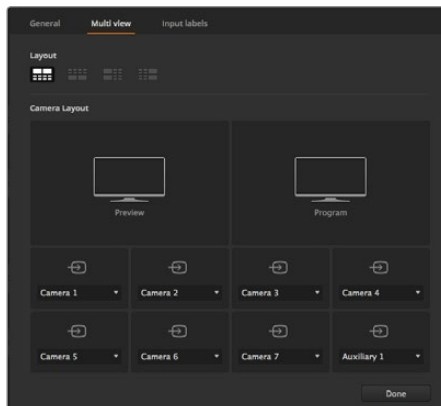 General Multi view Input labels
Layout
Camera Layout
Preview Program
Camera 1 Camera 2 Camera 3 Camera 4
Camera 5 Camera 6 Camera 7 Auxiliary 1
Done